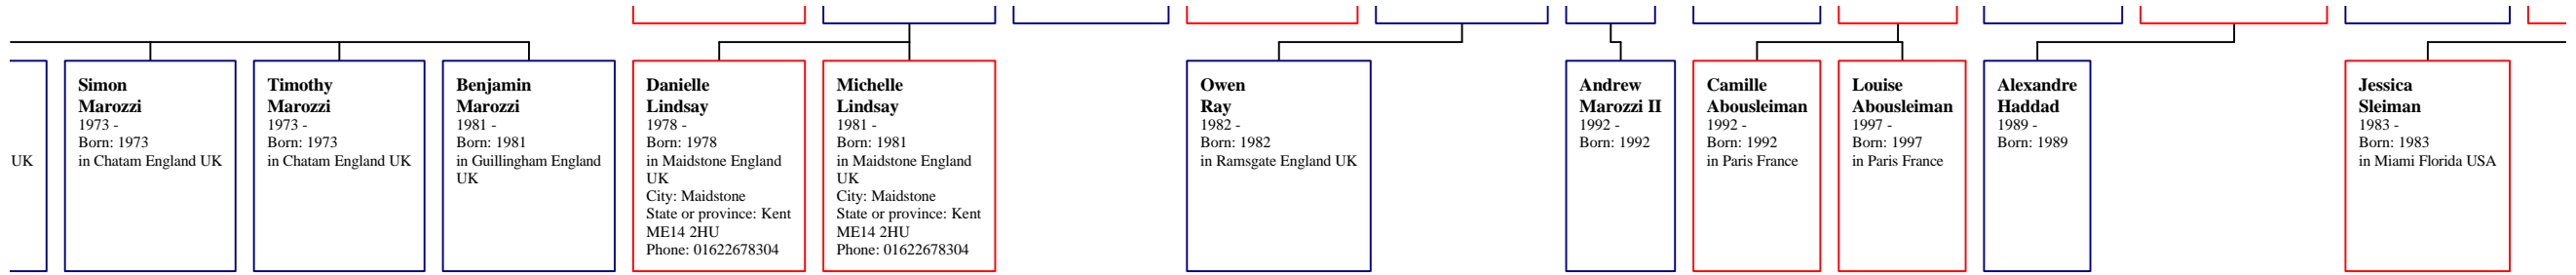 UK
Simon
Marozzi
1973 -
Born: 1973
in Chatam England UK
Timothy
Marozzi
1973 -
Born: 1973
in Chatam England UK
Benjamin
Marozzi
1981 -
Born: 1981
in Guillingham England
UK
Danielle
Lindsay
1978 -
Born: 1978
in Maidstone England
UK
City: Maidstone
State or province: Kent
ME14 2HU
Phone: 01622678304
Michelle
Lindsay
1981 -
Born: 1981
in Maidstone England
UK
City: Maidstone
State or province: Kent
ME14 2HU
Phone: 01622678304
Owen
Ray
1982 -
Born: 1982
in Ramsgate England UK
Andrew
Marozzi II
1992 -
Born: 1992
Camille
Abousleiman
1992 -
Born: 1992
in Paris France
Louise
Abousleiman
1997 -
Born: 1997
in Paris France
Alexandre
Haddad
1989 -
Born: 1989
Jessica
Sleiman
1983 -
Born: 1983
in Miami Florida USA